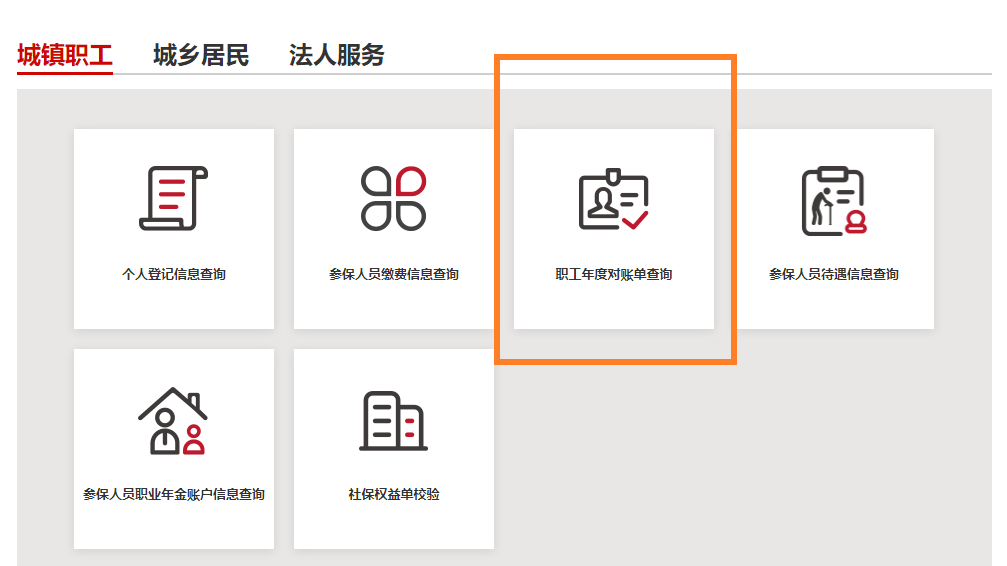 城镇职工 城乡居民 法人服务
个人登记信息查询 参保人员缴费信息查询 职工年度对账单查询 参保人员待遇信息查询
参保人员职业年金账户信息查询 社保权益单校验